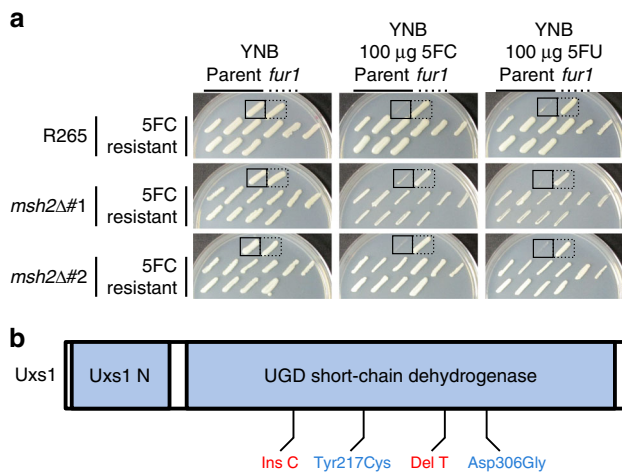 a
YNB
YNB
100 µg 5FC
YNB
100 µg 5FU
Parent fur1
Parent fur1
Parent fur1
R265
5FC
resistant
msh2Δ#1
5FC
resistant
msh2Δ#2
5FC
resistant
b
Uxs1
Uxs1 N
UGD short-chain dehydrogenase
Ins C
Tyr217Cys
Del T
Asp306Gly